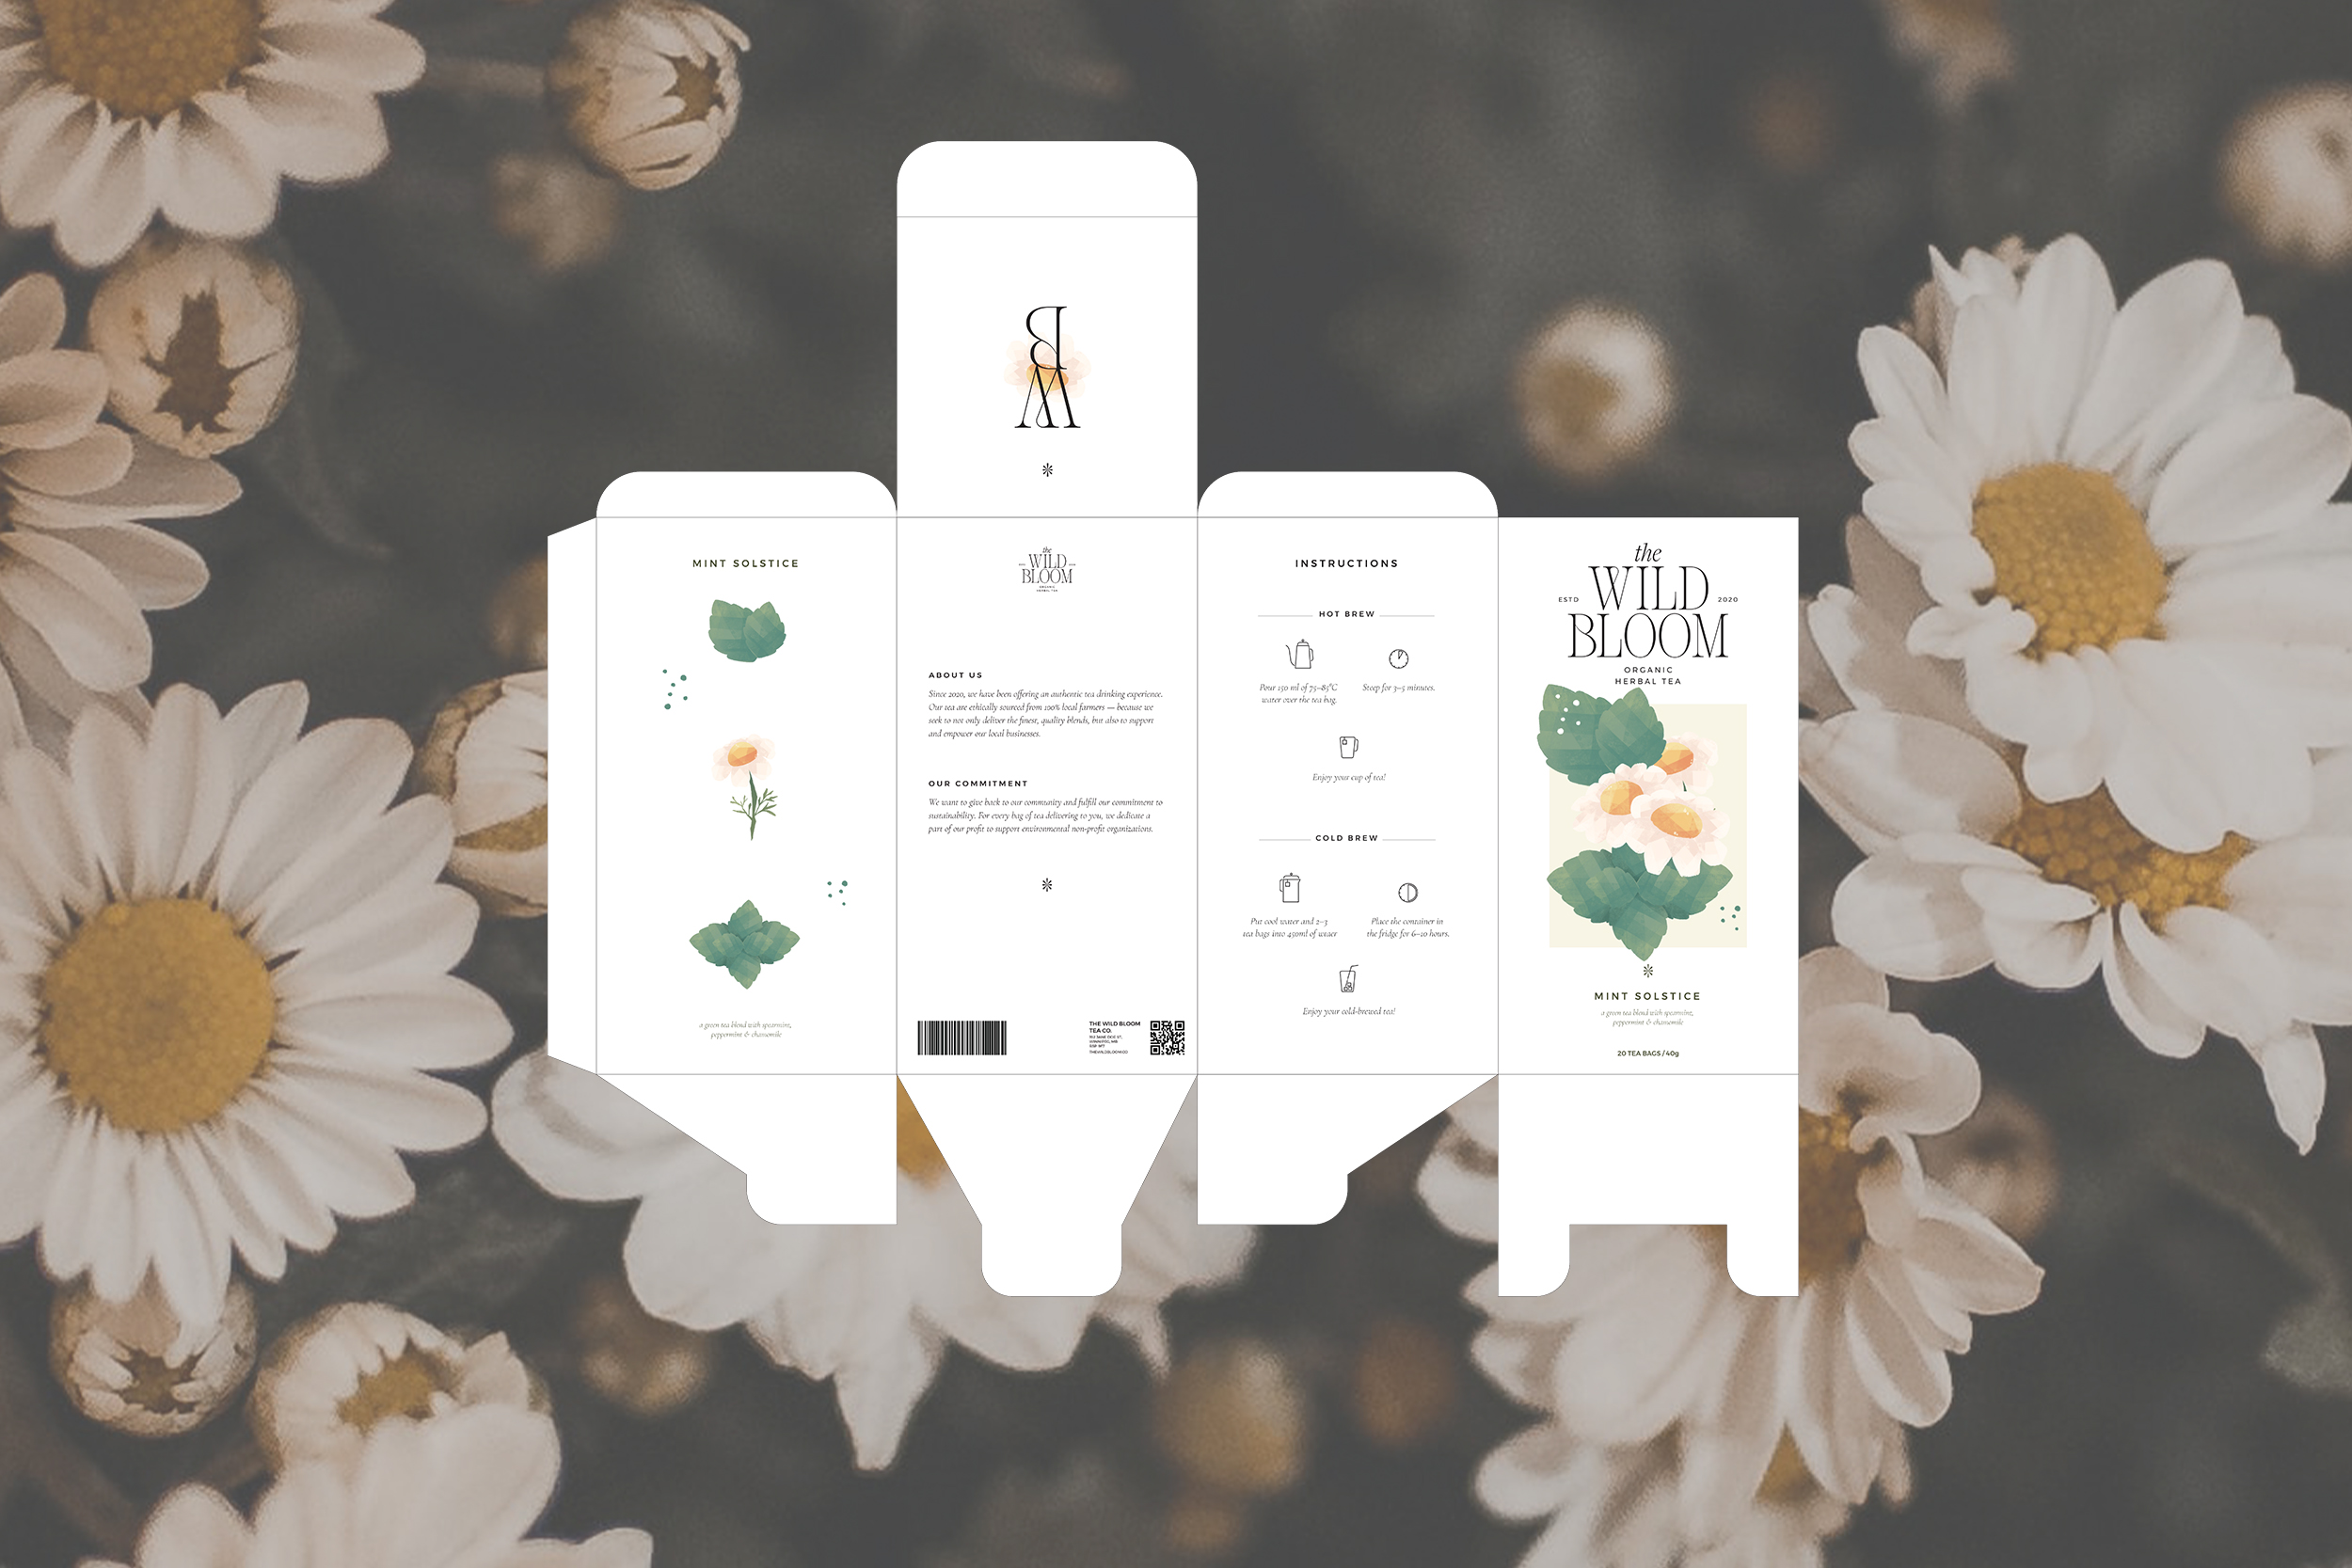 WB
MINT SOLSTICE
a green tea blend with spearmint,
peppermint & chamomile
the
WILD
BLOOM
ORGANIC
HERBAL TEA
ABOUT US
Since 2020, we have been offering an authentic tea drinking experience.
Our tea are ethically sourced from 100% local farmers — because we
seek to not only deliver the finest, quality blends, but also to support
and empower our local businesses.
OUR COMMITMENT
We want to give back to our community and fulfill our commitment to
sustainability. For every bag of tea delivering to you, we dedicate a
part of our profit to support environmental non-profit organizations.
THE WILD BLOOM
TEA CO.
INSTRUCTIONS
HOT BREW
Pour 150 ml of 75–85°C
water over the tea bag.
Steep for 3–5 minutes.
Enjoy your cup of tea!
COLD BREW
Put cool water and 2–3
tea bags into 450ml of water
Place the container in
the fridge for 6–10 hours.
Enjoy your cold-brewed tea!
the
WILD
ESTD 2020
BLOOM
ORGANIC
HERBAL TEA
MINT SOLSTICE
a green tea blend with spearmint,
peppermint & chamomile
20 TEA BAGS / 40g